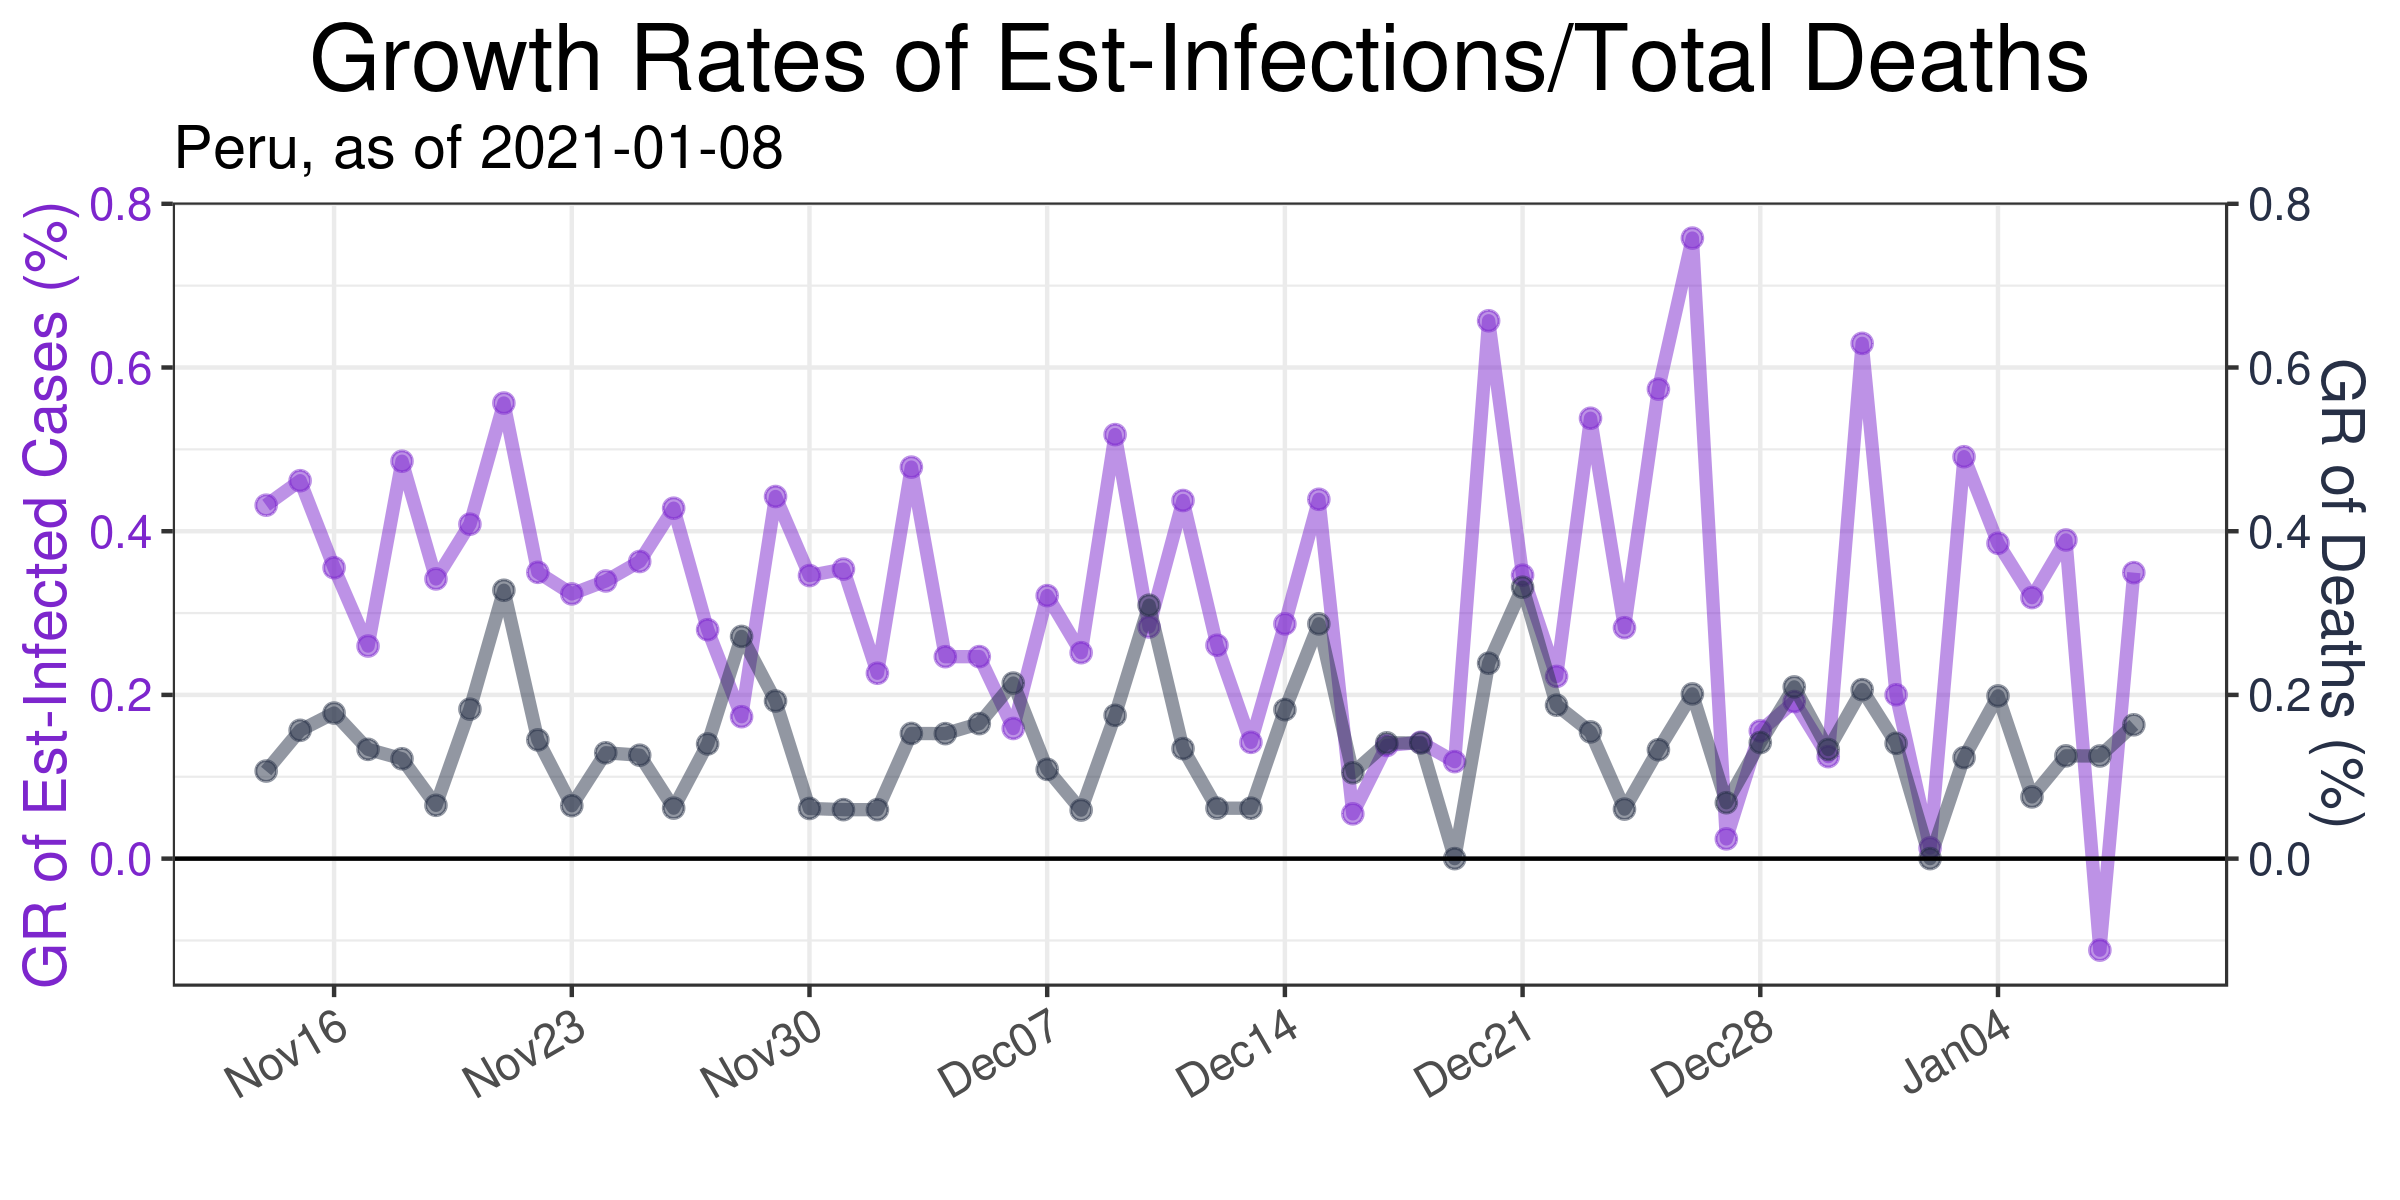 Growth Rates of Est-Infections/Total Deaths
Peru, as of 2021-01-08
GR of Est-Infected Cases (%)
0.8
0.6
0.4
0.2
0.0
0.8
0.6
0.4
0.2
0.0
GR of Deaths (%)
Nov16
Nov23
Nov30
Dec07
Dec14
Dec21
Dec28
Jan04